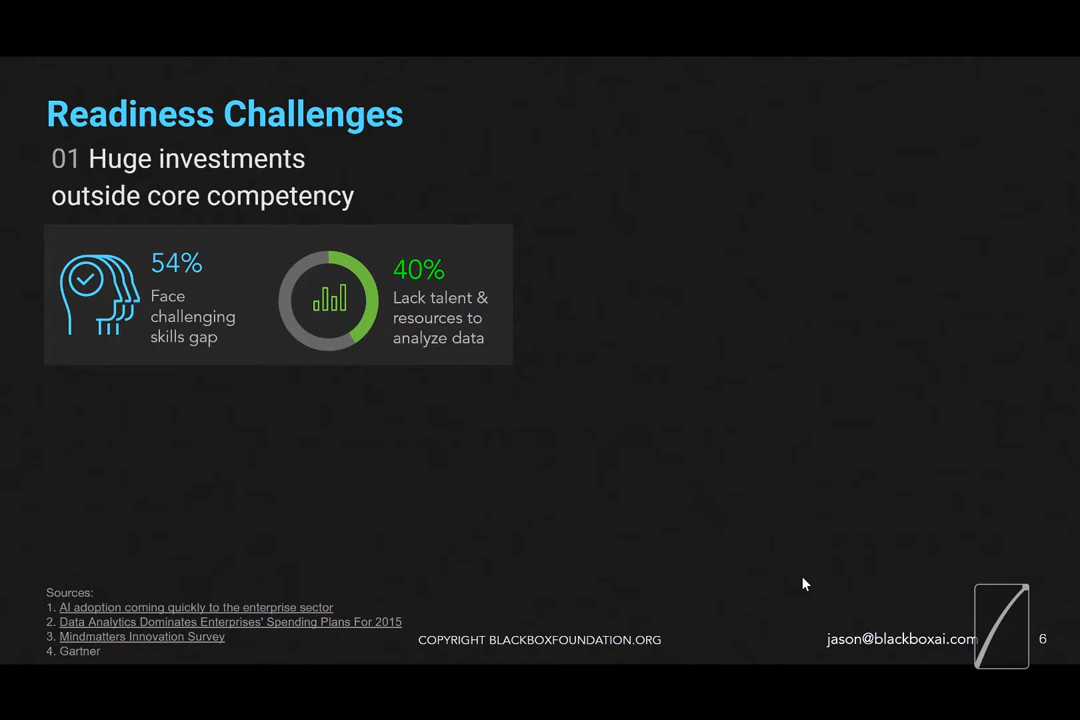 Readiness Challenges
01 Huge investments
outside core competency
54%
Face
challenging
skills gap
40%
Lack talent &
resources to
analyze data
Sources:
1. AI adoption coming quickly to the enterprise sector
2. Data Analytics Dominates Enterprises' Spending Plans For 2015
3. Mindmatters Innovation Survey
4. Gartner
COPYRIGHT BLACKBOXFOUNDATION.ORG
jason@blackboxai.com
6